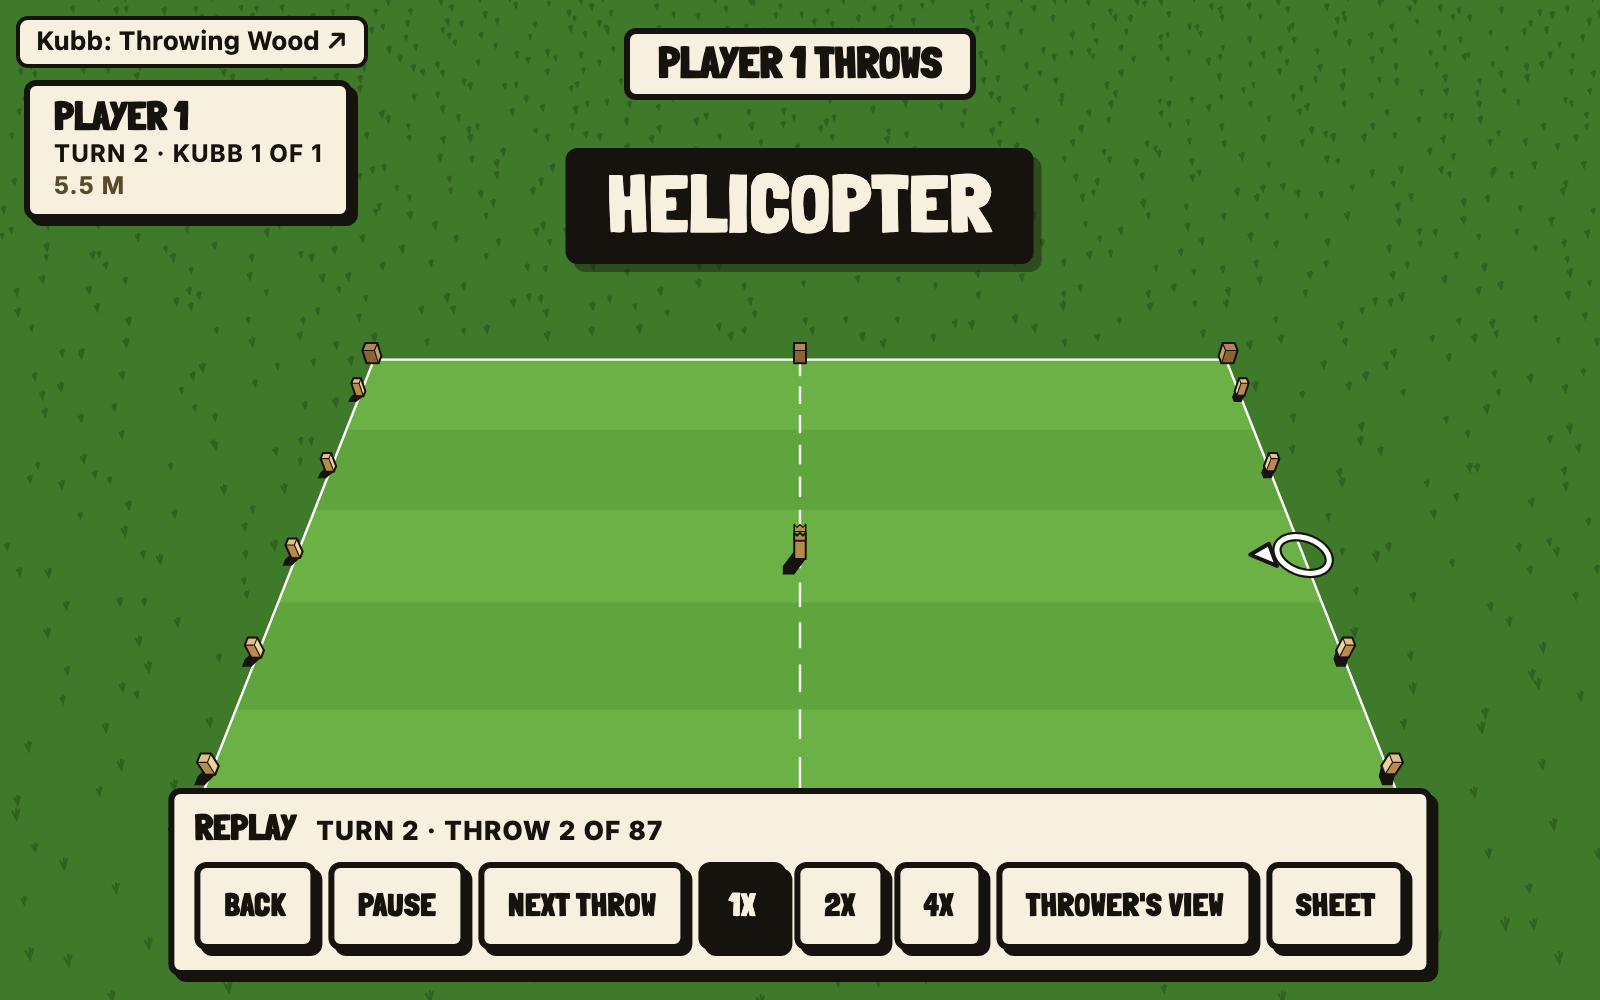 Kubb: Throwing Wood ↗
PLAYER 1 THROWS
PLAYER 1
TURN 2 · KUBB 1 OF 1
5.5 M
HELICOPTER
REPLAY TURN 2 · THROW 2 OF 87
BACK PAUSE NEXT THROW 1X 2X 4X THROWER'S VIEW SHEET